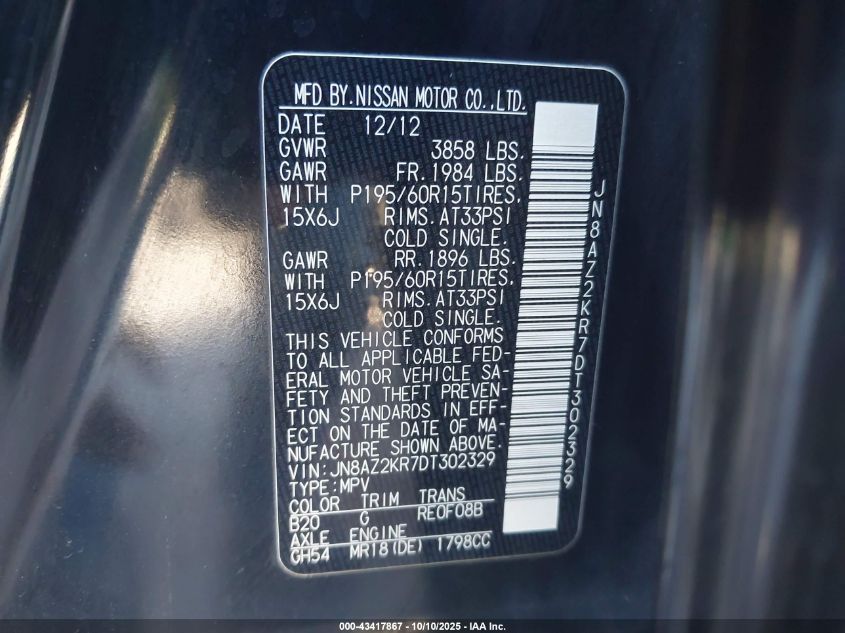 MFD BY.NISSAN MOTOR CO.,LTD.
DATE 12/12
GVWR 3858 LBS.
GAWR FR.1984 LBS.
WITH P195/60R15TIRES.
15X6J RIMS.AT33PSI
COLD SINGLE.
GAWR RR.1896 LBS.
WITH P195/60R15TIRES.
15X6J RIMS.AT33PSI
COLD SINGLE.
THIS VEHICLE CONFORMS
TO ALL APPLICABLE FED-
ERAL MOTOR VEHICLE SA-
FETY AND THEFT PREVEN-
TION STANDARDS IN EFF-
ECT ON THE DATE OF MA-
NUFACTURE SHOWN ABOVE.
VIN:JN8AZ2KR7DT302329
TYPE:MPV
COLOR TRIM TRANS
B20 G RE0F08B
AXLE ENGINE
GH54 MR18(DE) 1798CC
JN8AZ2KR7DT302329
000-43417867 - 10/10/2025 - IAA Inc.